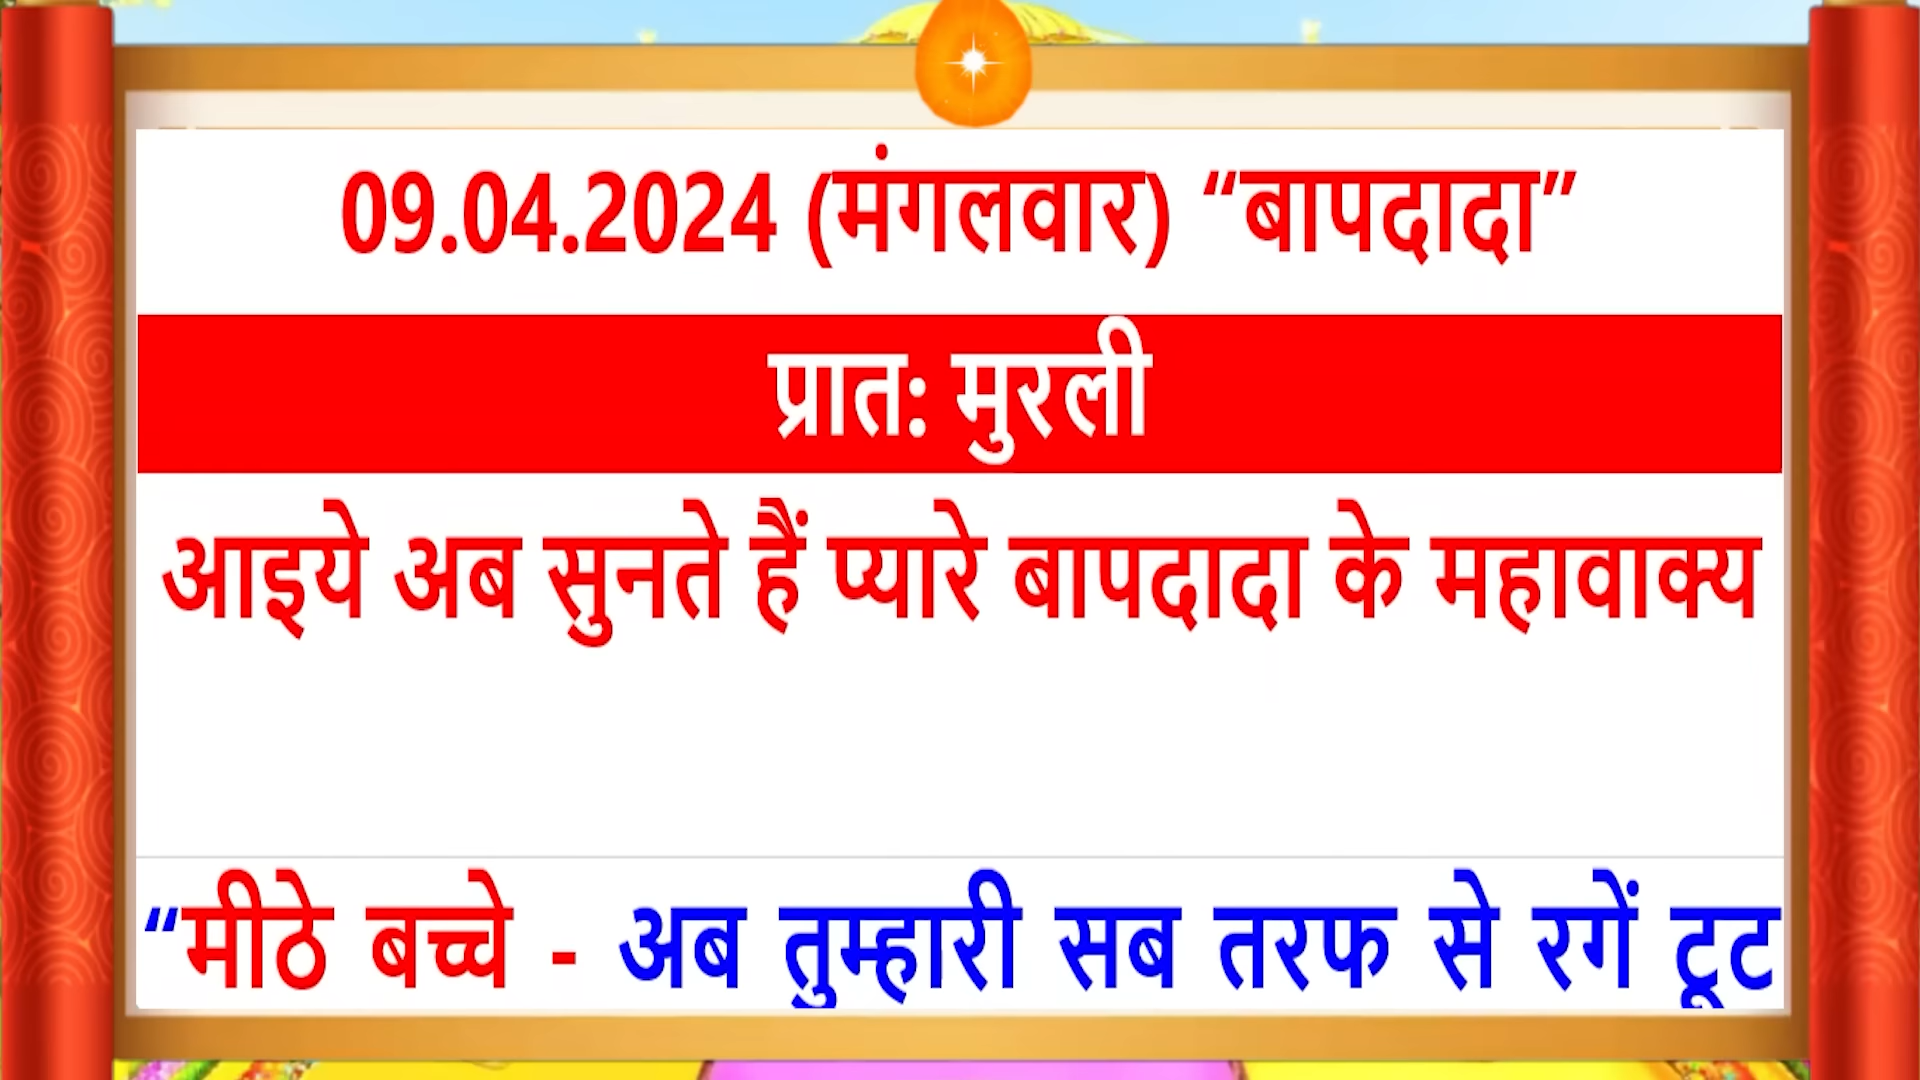 09.04.2024 (मंगलवार) “बापदादा”
प्रात: मुरली
आइये अब सुनते हैं प्यारे बापदादा के महावाक्य
“मीठे बच्चे - अब तुम्हारी सब तरफ से रगें टूट